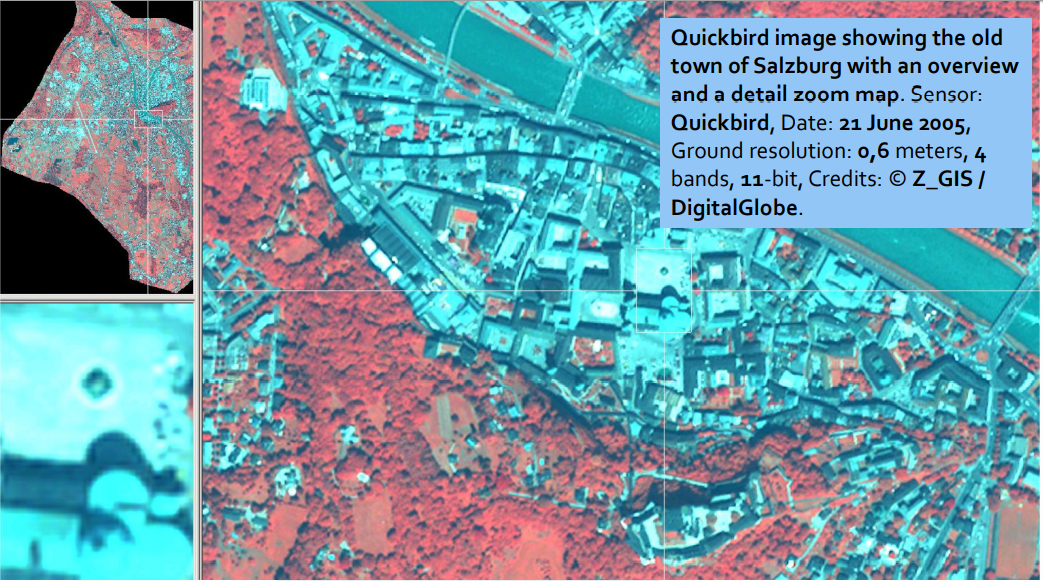 Quickbird image showing the old
town of Salzburg with an overview
and a detail zoom map. Sensor:
Quickbird, Date: 21 June 2005,
Ground resolution: 0,6 meters, 4
bands, 11-bit, Credits: © Z_GIS /
DigitalGlobe.